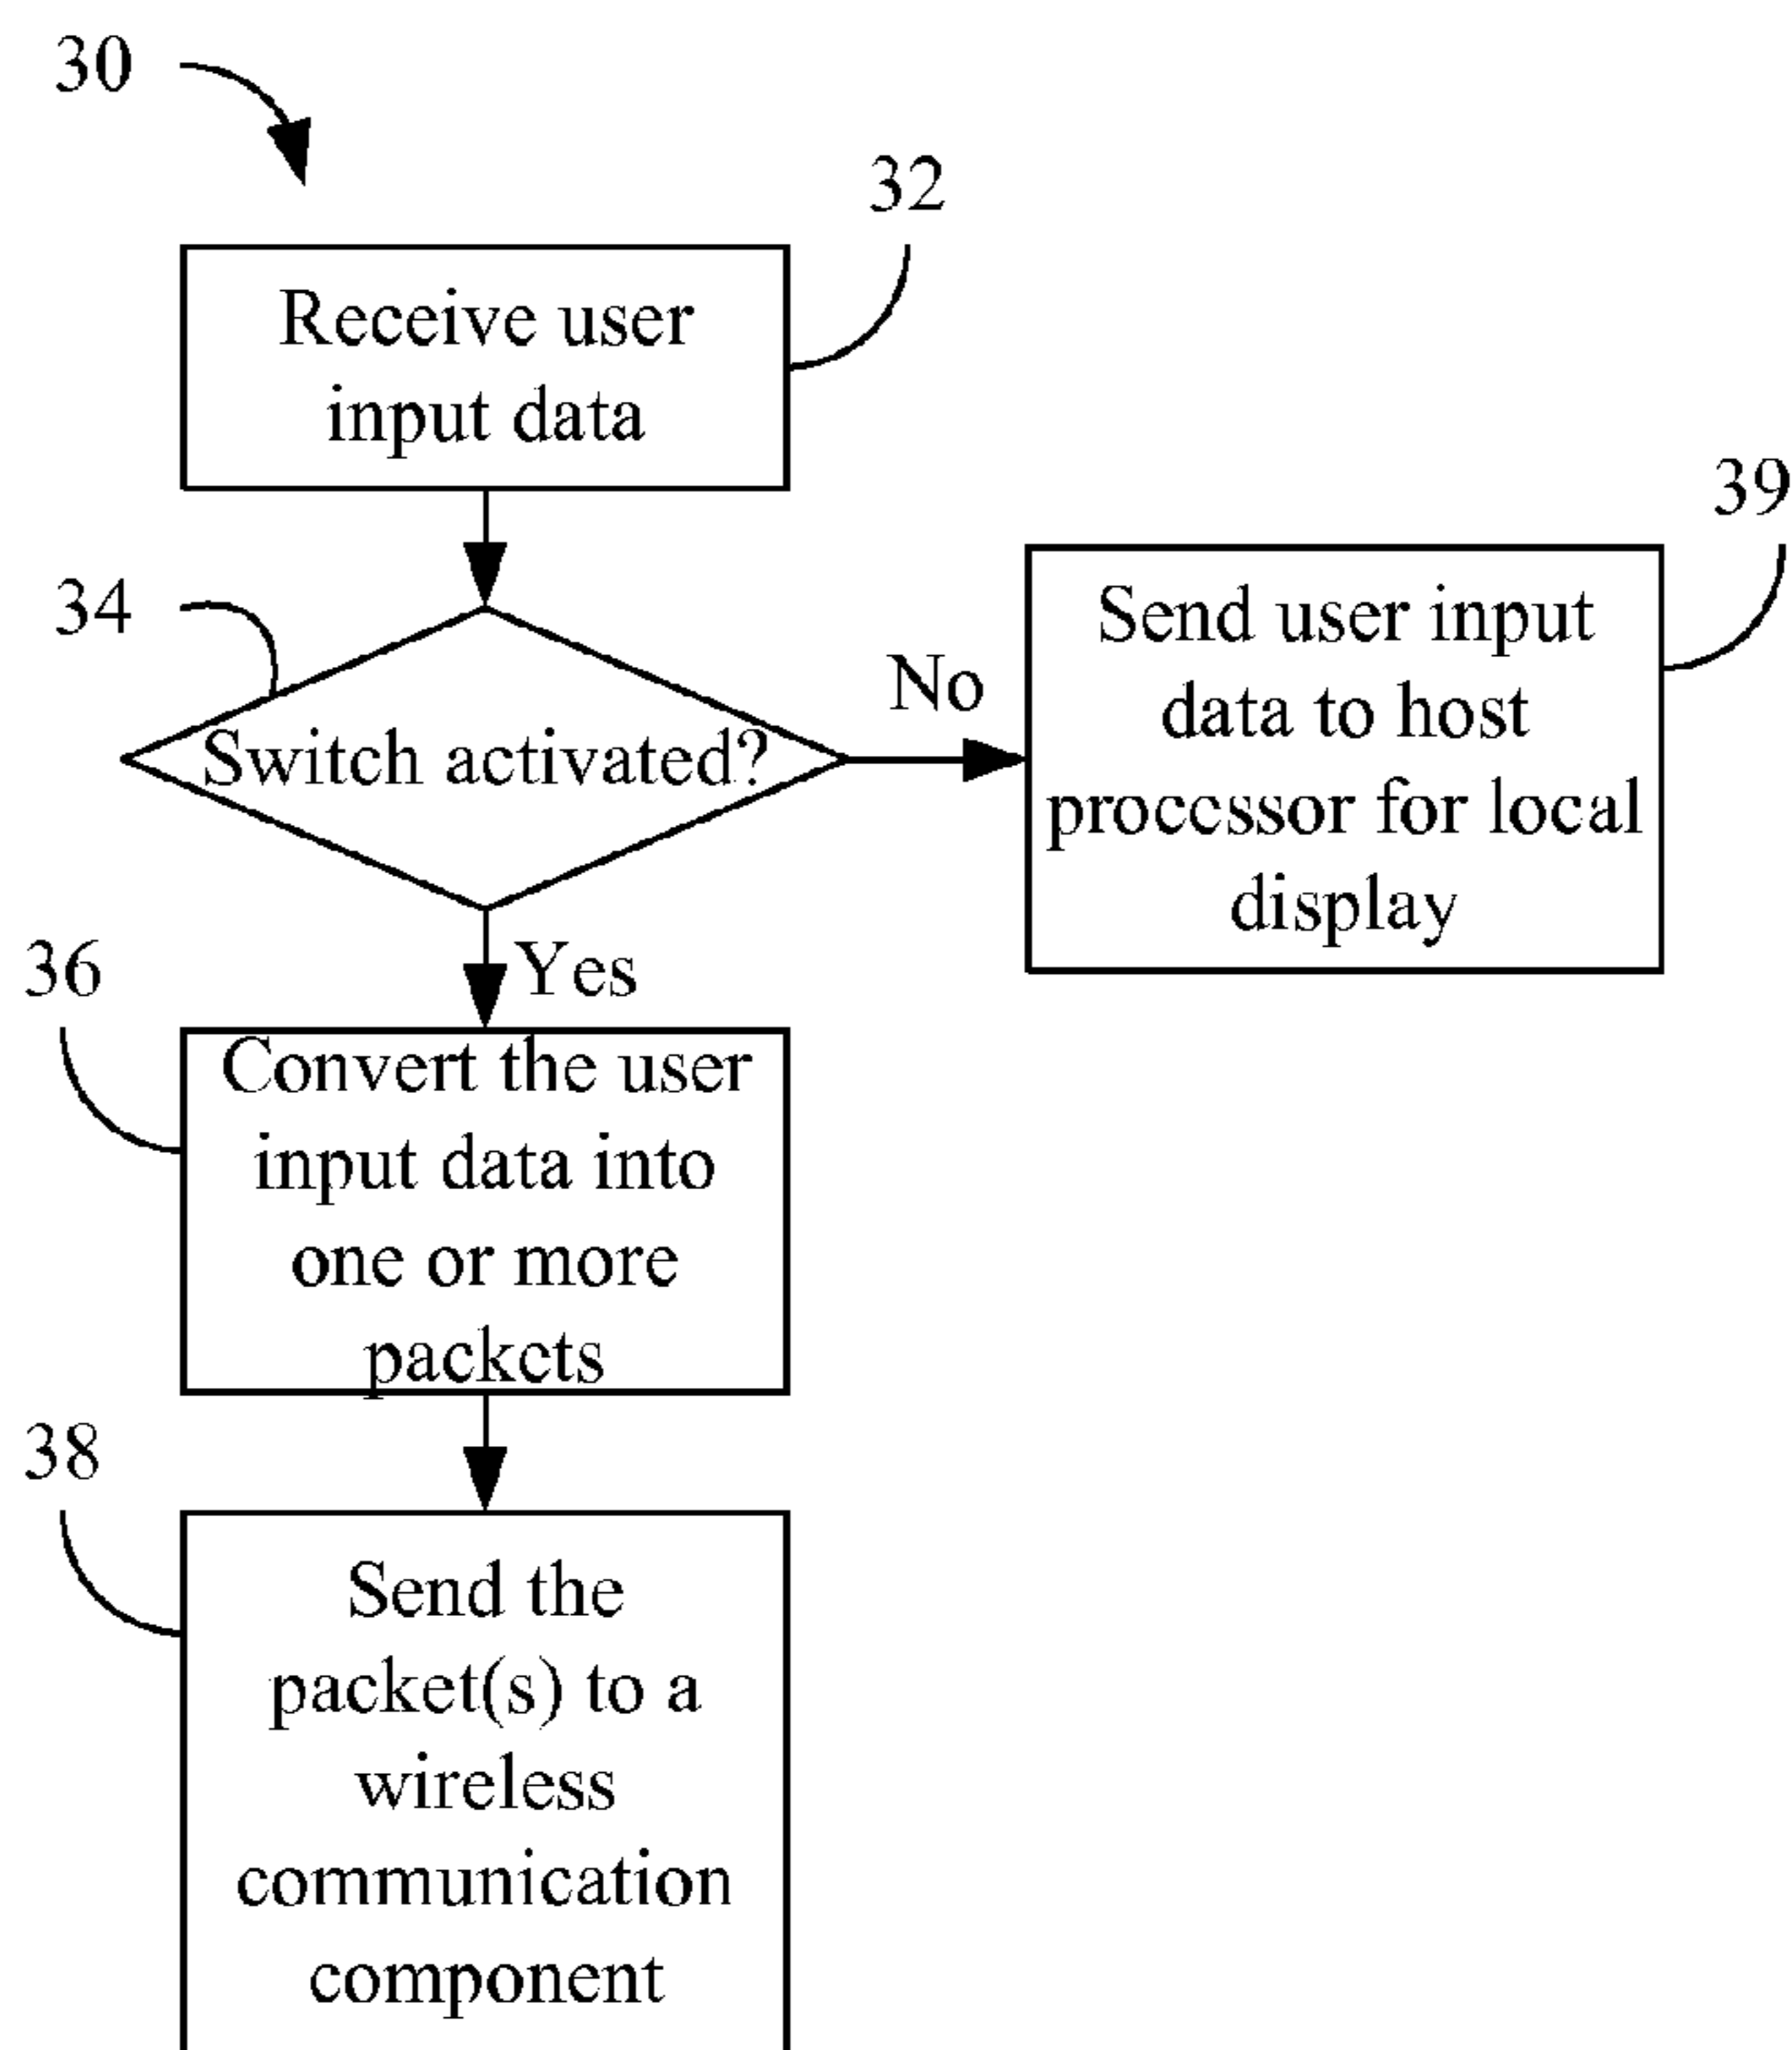 30
32
Receive user
input data
39
34
Switch activated?
No
Send user input
data to host
processor for local
display
36
Yes
Convert the user
input data into
one or more
packets
38
Send the
packet(s) to a
wireless
communication
component